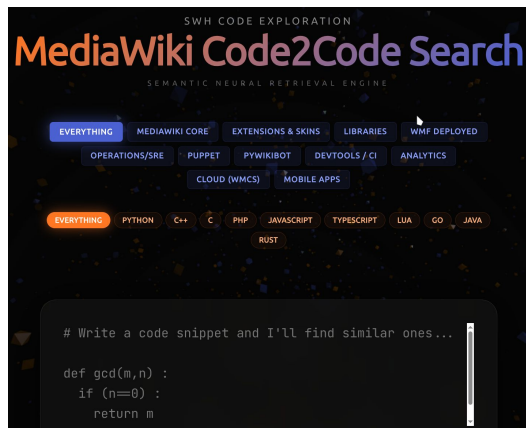 SWH CODE EXPLORATION
MediaWiki Code2Code Search
SEMANTIC NEURAL RETRIEVAL ENGINE
EVERYTHING MEDIAWIKI CORE EXTENSIONS & SKINS LIBRARIES WMF DEPLOYED
OPERATIONS/SRE PUPPET PYWIKIBOT DEVTOOLS / CI ANALYTICS
CLOUD (WMCS) MOBILE APPS
EVERYTHING PYTHON C++ C PHP JAVASCRIPT TYPESCRIPT LUA GO JAVA
RUST
# Write a code snippet and I'll find similar ones...
def gcd(m,n) :
if (n==0) :
return m